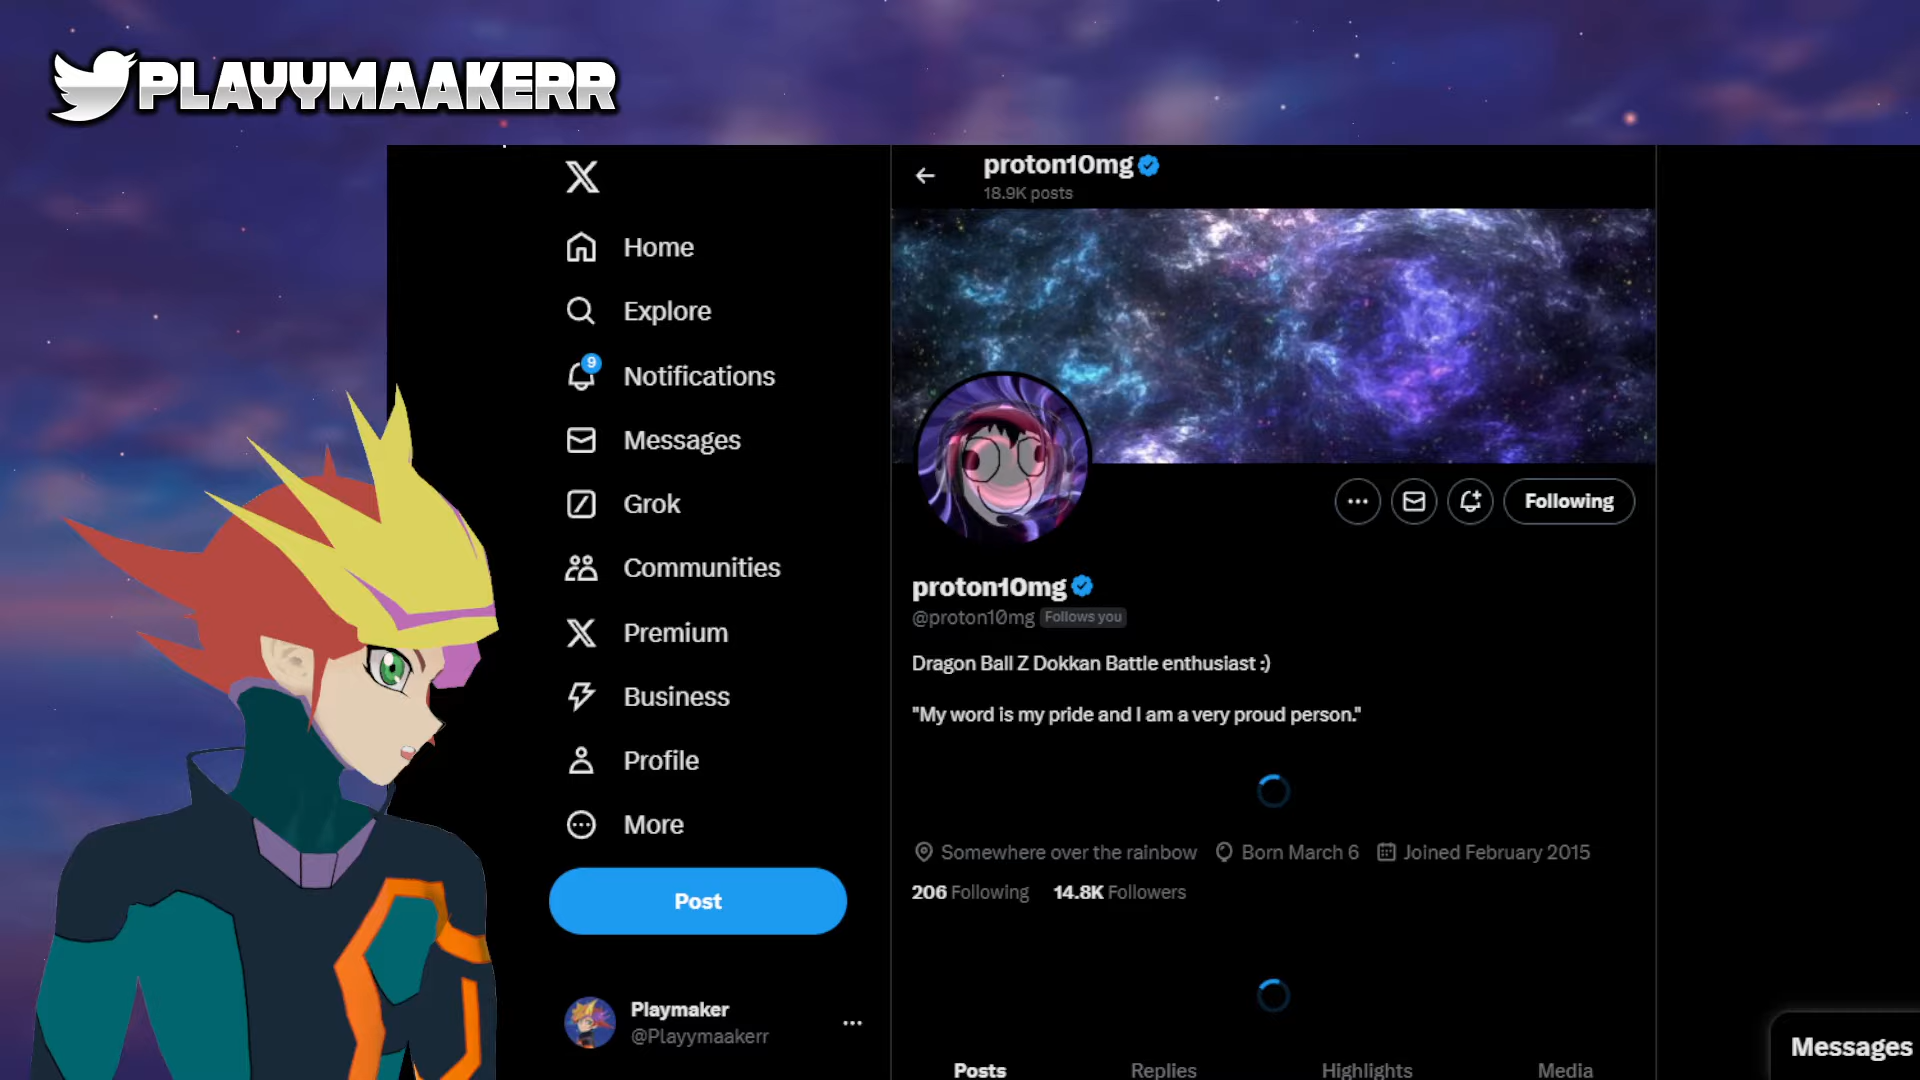 PLAYYMAAKERR
X
Home
Explore
9
Notifications
Messages
Grok
Communities
Premium
Business
Profile
More
Post
Playmaker
@Playymaakerr
proton10mg
18.9K posts
Following
proton10mg
@proton10mg Follows you
Dragon Ball Z Dokkan Battle enthusiast :)
"My word is my pride and I am a very proud person."
Somewhere over the rainbow Born March 6 Joined February 2015
206 Following 14.8K Followers
Posts Replies Highlights Media
Messages